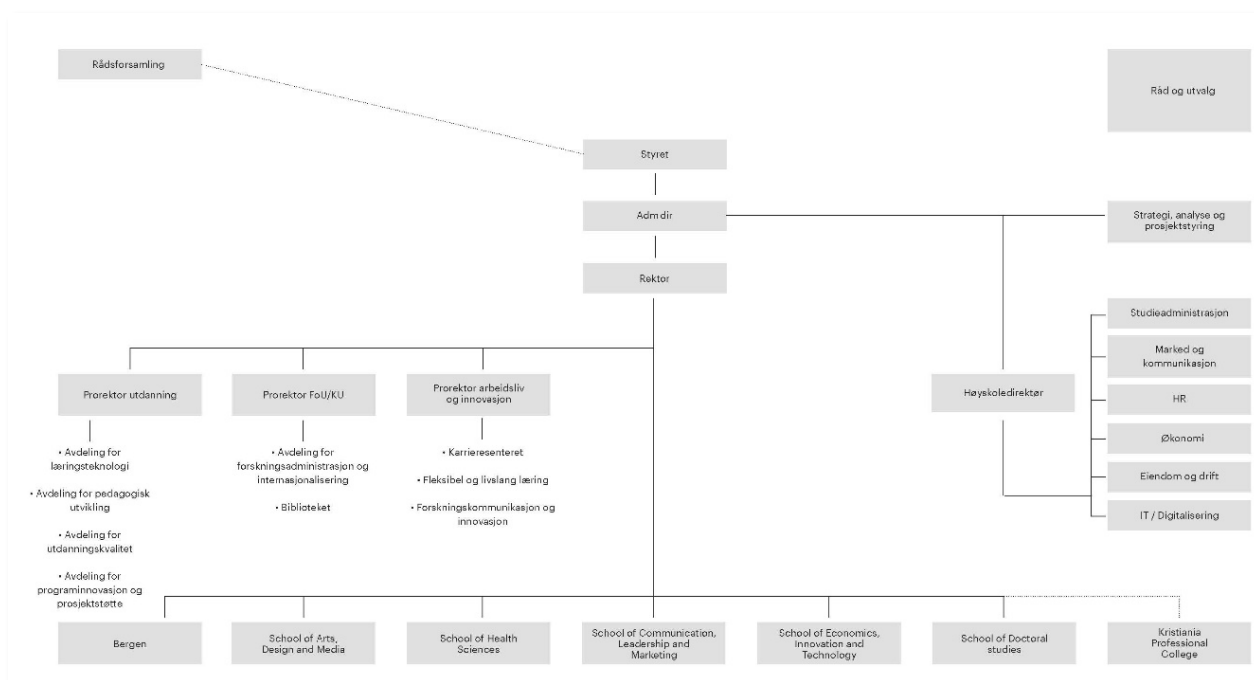 Rådsforsamling
Råd og utvalg
Styret
Adm dir
Strategi, analyse og
prosjektstyring
Rektor
Studieadministrasjon
Marked og
kommunikasjon
HR
Økonomi
Eiendom og drift
IT / Digitalisering
Høyskoledirektør
Prorektor utdanning
Prorektor FoU/KU
Prorektor arbeidsliv
og innovasjon
• Avdeling for
læringsteknologi
• Avdeling for pedagogisk
utvikling
• Avdeling for
utdanningskvalitet
• Avdeling for
programinnovasjon og
prosjektstøtte
• Avdeling for
forskningsadministrasjon og
internasjonalisering
• Biblioteket
• Karrieresenteret
• Fleksibel og livslang læring
• Forskningskommunikasjon og
innovasjon
Bergen
School of Arts,
Design and Media
School of Health
Sciences
School of Communication,
Leadership and
Marketing
School of Economics,
Innovation and
Technology
School of Doctoral
studies
Kristiania
Professional
College